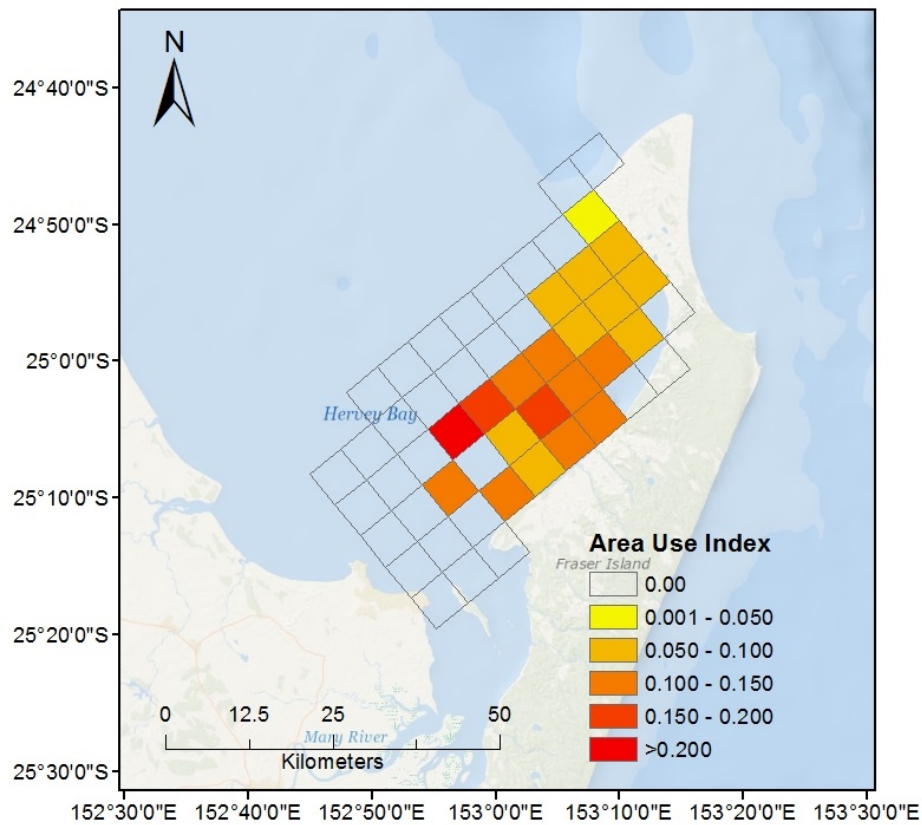 N
24°40'0"S
24°50'0"S
25°0'0"S
25°10'0"S
25°20'0"S
25°30'0"S
Hervey Bay
Area Use Index
Fraser Island
0.00
0.001 - 0.050
0.050 - 0.100
0.100 - 0.150
0.150 - 0.200
>0.200
0 12.5 25 50
Mary River
Kilometers
152°30'0"E 152°40'0"E 152°50'0"E 153°0'0"E 153°10'0"E 153°20'0"E 153°30'0"E